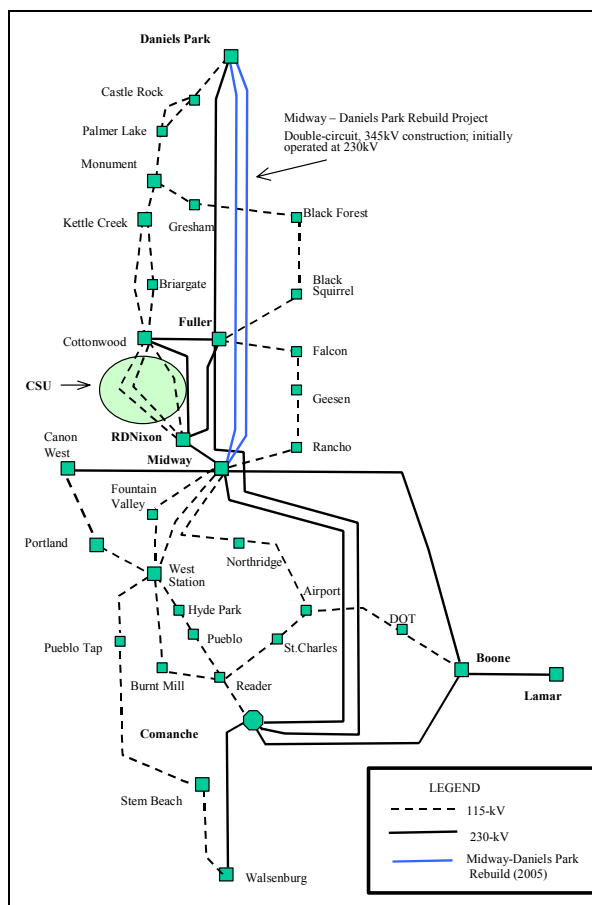 Daniels Park
Castle Rock
Midway – Daniels Park Rebuild Project
Double-circuit, 345kV construction; initially
operated at 230kV
Palmer Lake
Monument
Gresham
Black Forest
Kettle Creek
Briargate
Black
Squirrel
Fuller
Cottonwood
Falcon
CSU
Geesen
RDNixon
Canon
West
Midway
Rancho
Fountain
Valley
Portland
Northridge
West
Station
Airport
Hyde Park
DOT
Pueblo Tap
Pueblo
St.Charles
Boone
Burnt Mill
Reader
Lamar
Comanche
Stem Beach
Walsenburg
LEGEND
115-kV
230-kV
Midway-Daniels Park
Rebuild (2005)